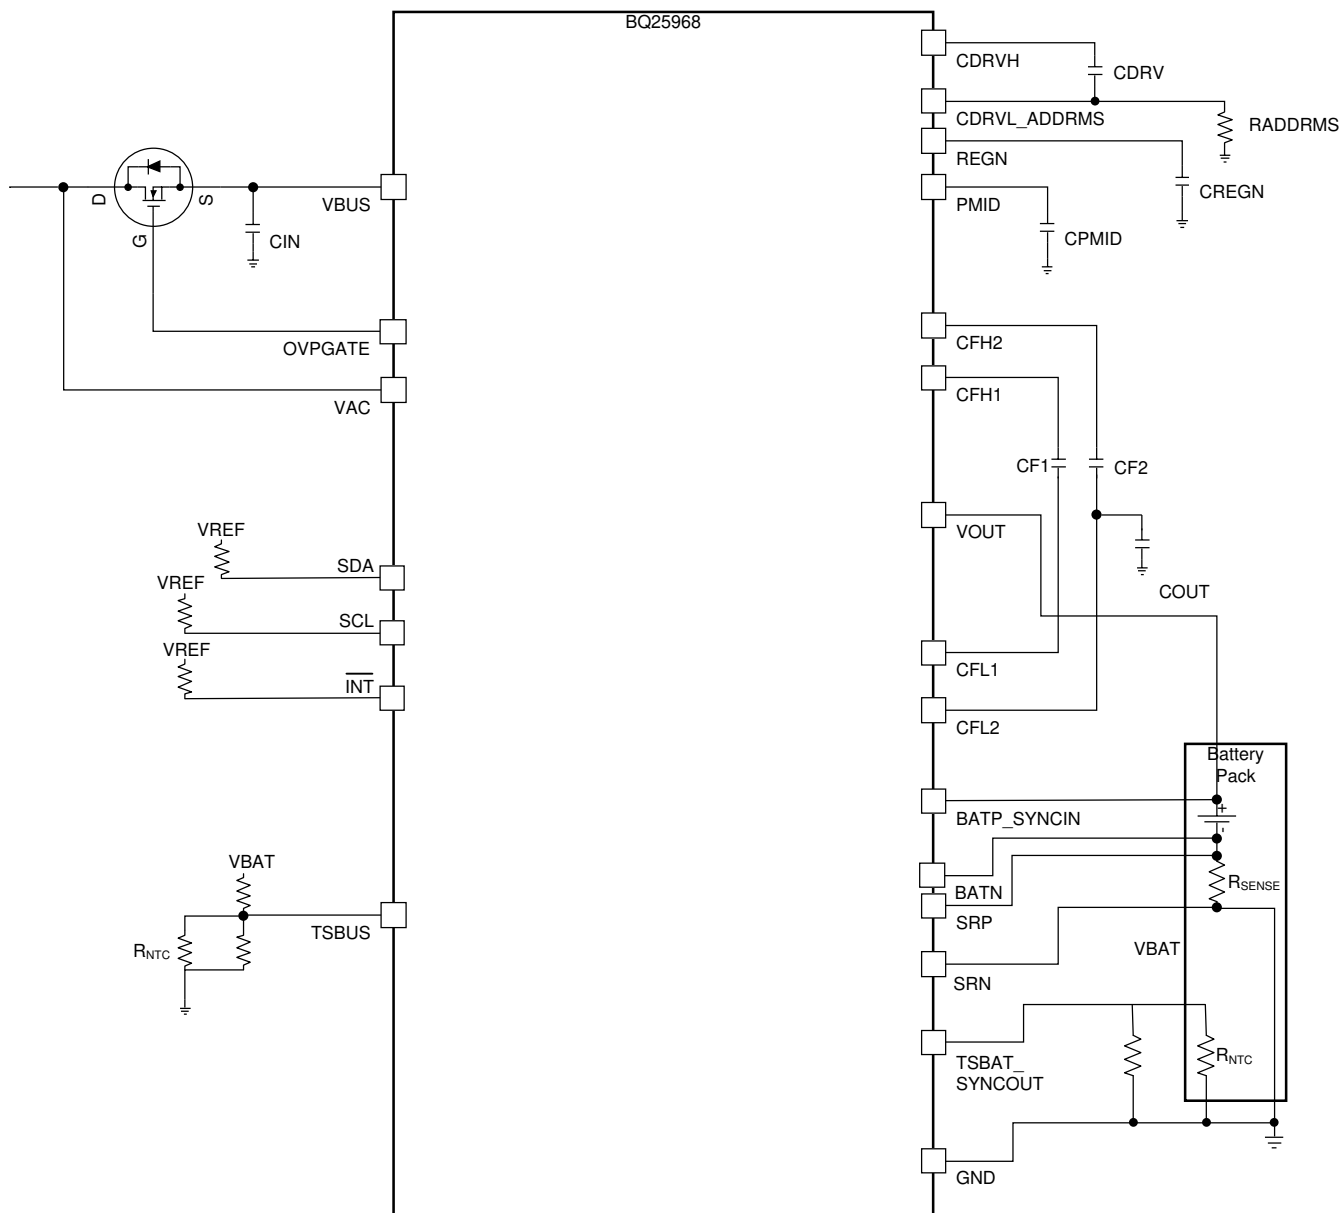 BQ25968
CDRVH
CDRV
CDRVL_ADDRMS
RADDRMS
REGN
CREGN
PMID
CPMID
D
S
G
VBUS
CIN
OVPGATE
VAC
CFH2
CFH1
CF1
CF2
VOUT
COUT
VREF
SDA
VREF
SCL
VREF
INT
CFL1
CFL2
Battery
Pack
BATP_SYNCIN
+
-
BATN
RSENSE
SRP
VBAT
SRN
VBAT
TSBUS
RNTC
TSBAT_
SYNCOUT
RNTC
GND